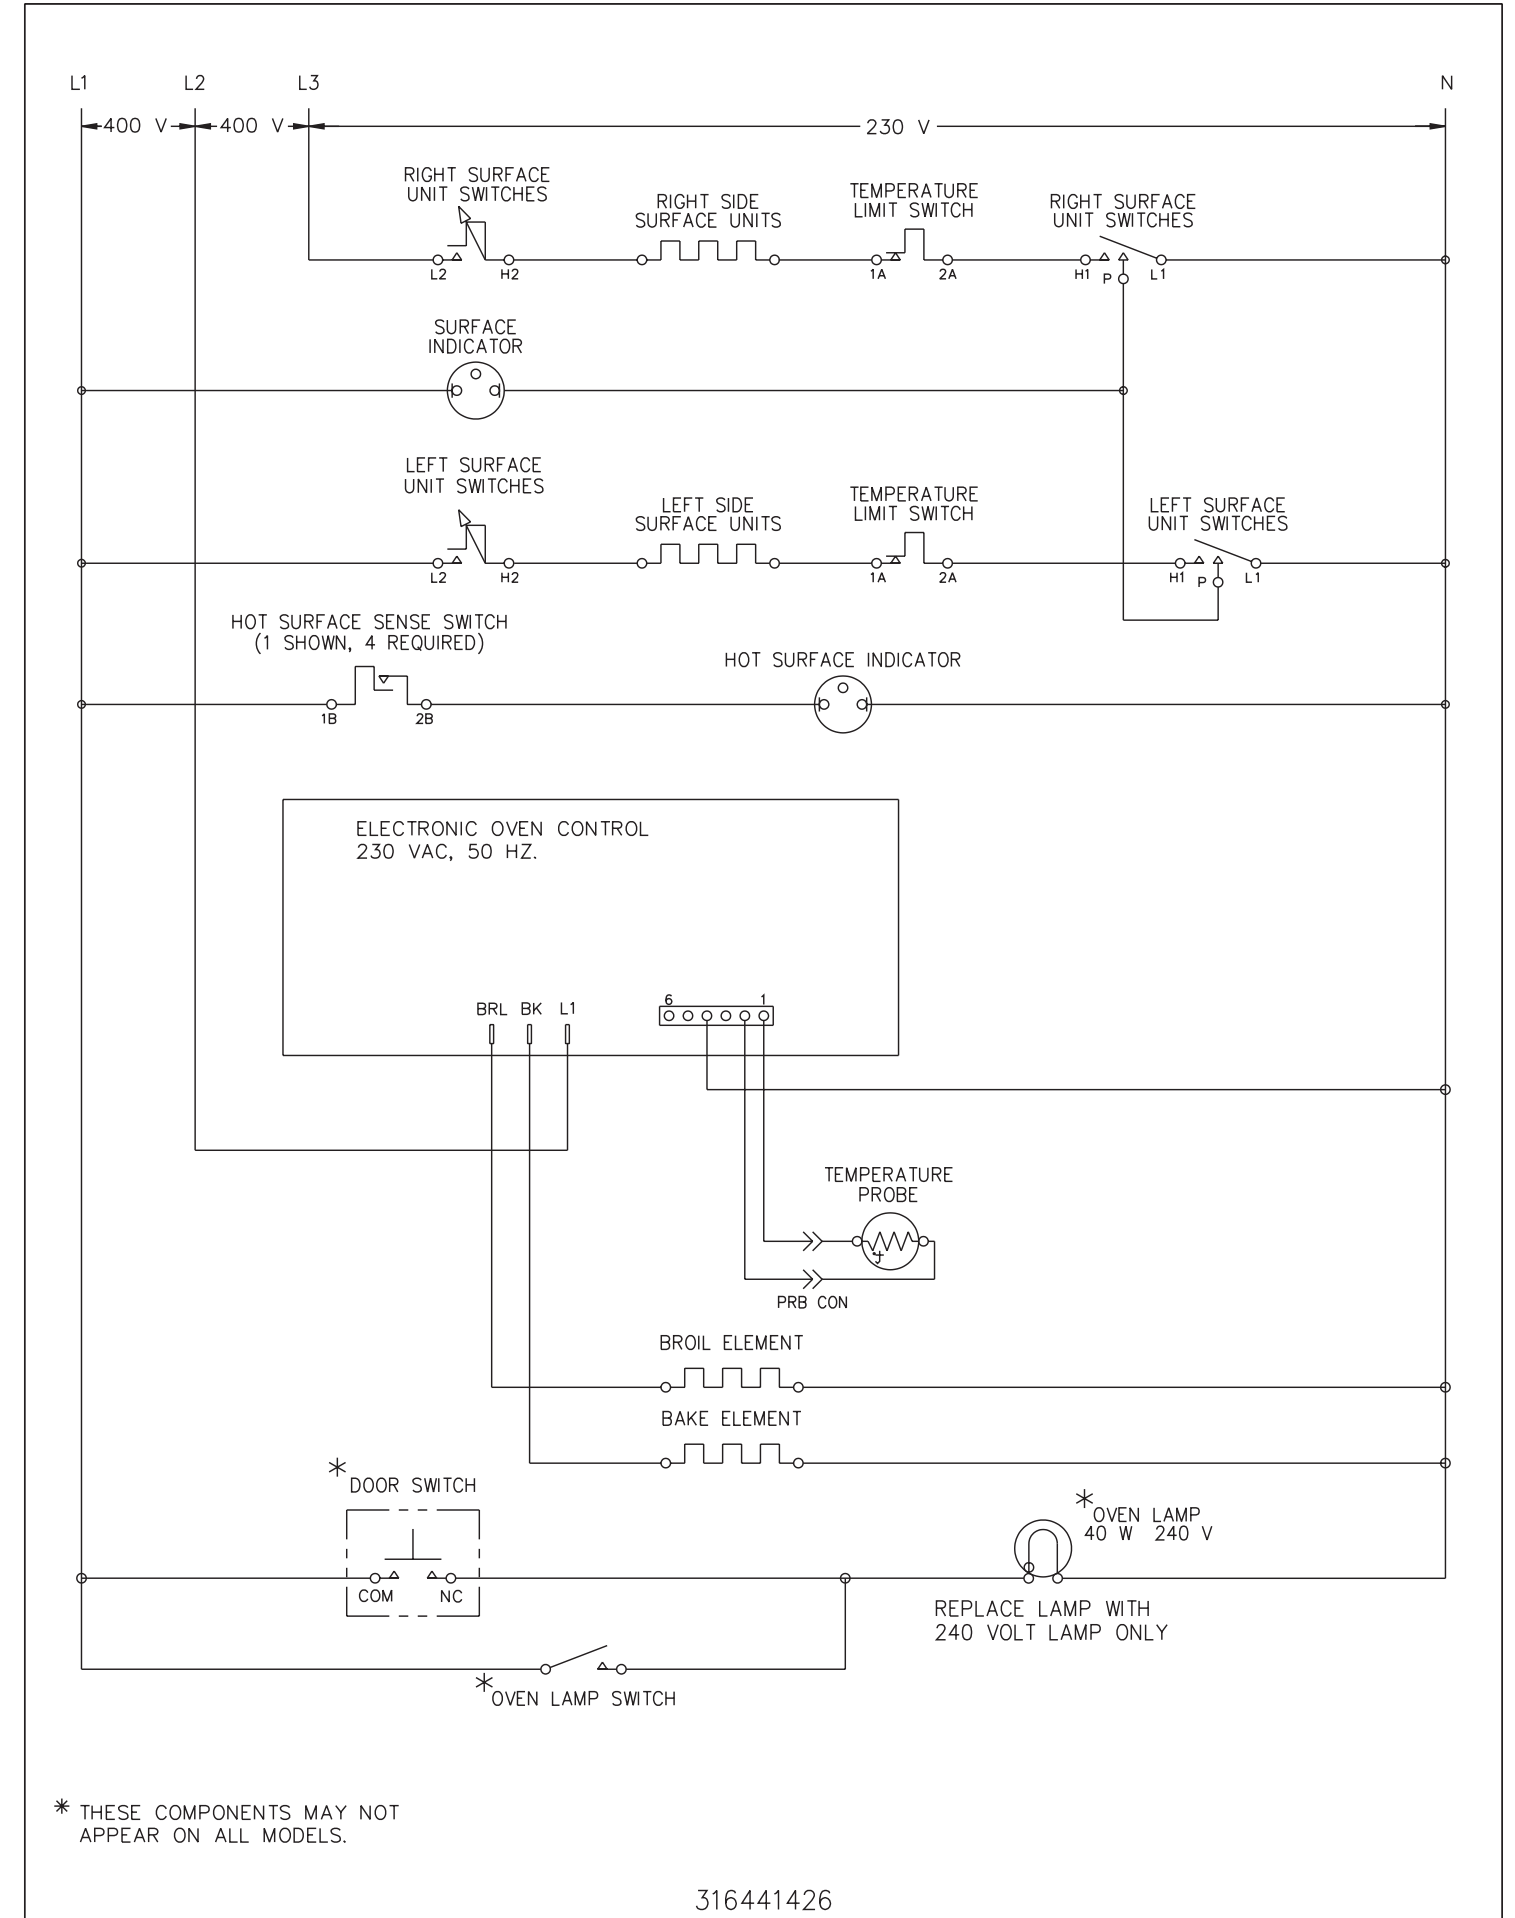 L1 L2 L3 N
400 V 400 V 230 V
RIGHT SURFACE
UNIT SWITCHES
RIGHT SIDE
SURFACE UNITS
TEMPERATURE
LIMIT SWITCH
RIGHT SURFACE
UNIT SWITCHES
L2 H2 1A 2A H1 P L1
SURFACE
INDICATOR
LEFT SURFACE
UNIT SWITCHES
LEFT SIDE
SURFACE UNITS
TEMPERATURE
LIMIT SWITCH
LEFT SURFACE
UNIT SWITCHES
L2 H2 1A 2A H1 P L1
HOT SURFACE SENSE SWITCH
(1 SHOWN, 4 REQUIRED)
HOT SURFACE INDICATOR
1B 2B
ELECTRONIC OVEN CONTROL
230 VAC, 50 HZ.
BRL BK L1 6 1
TEMPERATURE
PROBE
PRB CON
BROIL ELEMENT
BAKE ELEMENT
* DOOR SWITCH
COM NC
* OVEN LAMP
40 W 240 V
REPLACE LAMP WITH
240 VOLT LAMP ONLY
* OVEN LAMP SWITCH
* THESE COMPONENTS MAY NOT
APPEAR ON ALL MODELS.
316441426